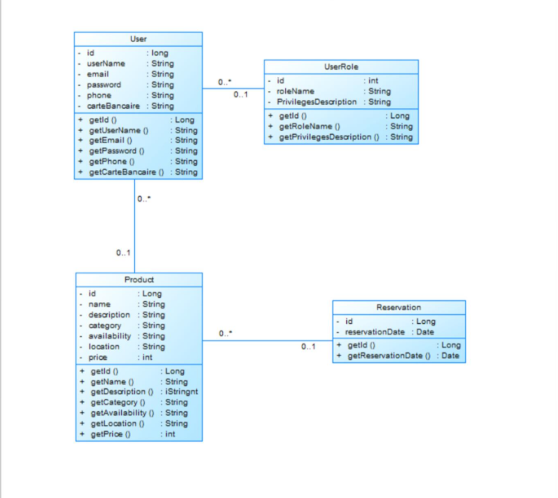 User
- id : long
- userName : String
- email : String
- password : String
- phone : String
- carteBancaire : String
+ getId () : Long
+ getUserName () : String
+ getEmail () : String
+ getPassword () : String
+ getPhone () : String
+ getCarteBancaire () : String
0..*
0..1
UserRole
- id : int
- roleName : String
- PrivilegesDescription : String
+ getId () : Long
+ getRoleName () : String
+ getPrivilegesDescription () : String
0..*
0..1
Product
- id : Long
- name : String
- description : String
- category : String
- availability : String
- location : String
- price : int
+ getId () : Long
+ getName () : String
+ getDescription () : iStringnt
+ getCategory () : String
+ getAvailability () : String
+ getLocation () : String
+ getPrice () : int
0..*
0..1
Reservation
- id : Long
- reservationDate : Date
+ getId () : Long
+ getReservationDate () : Date